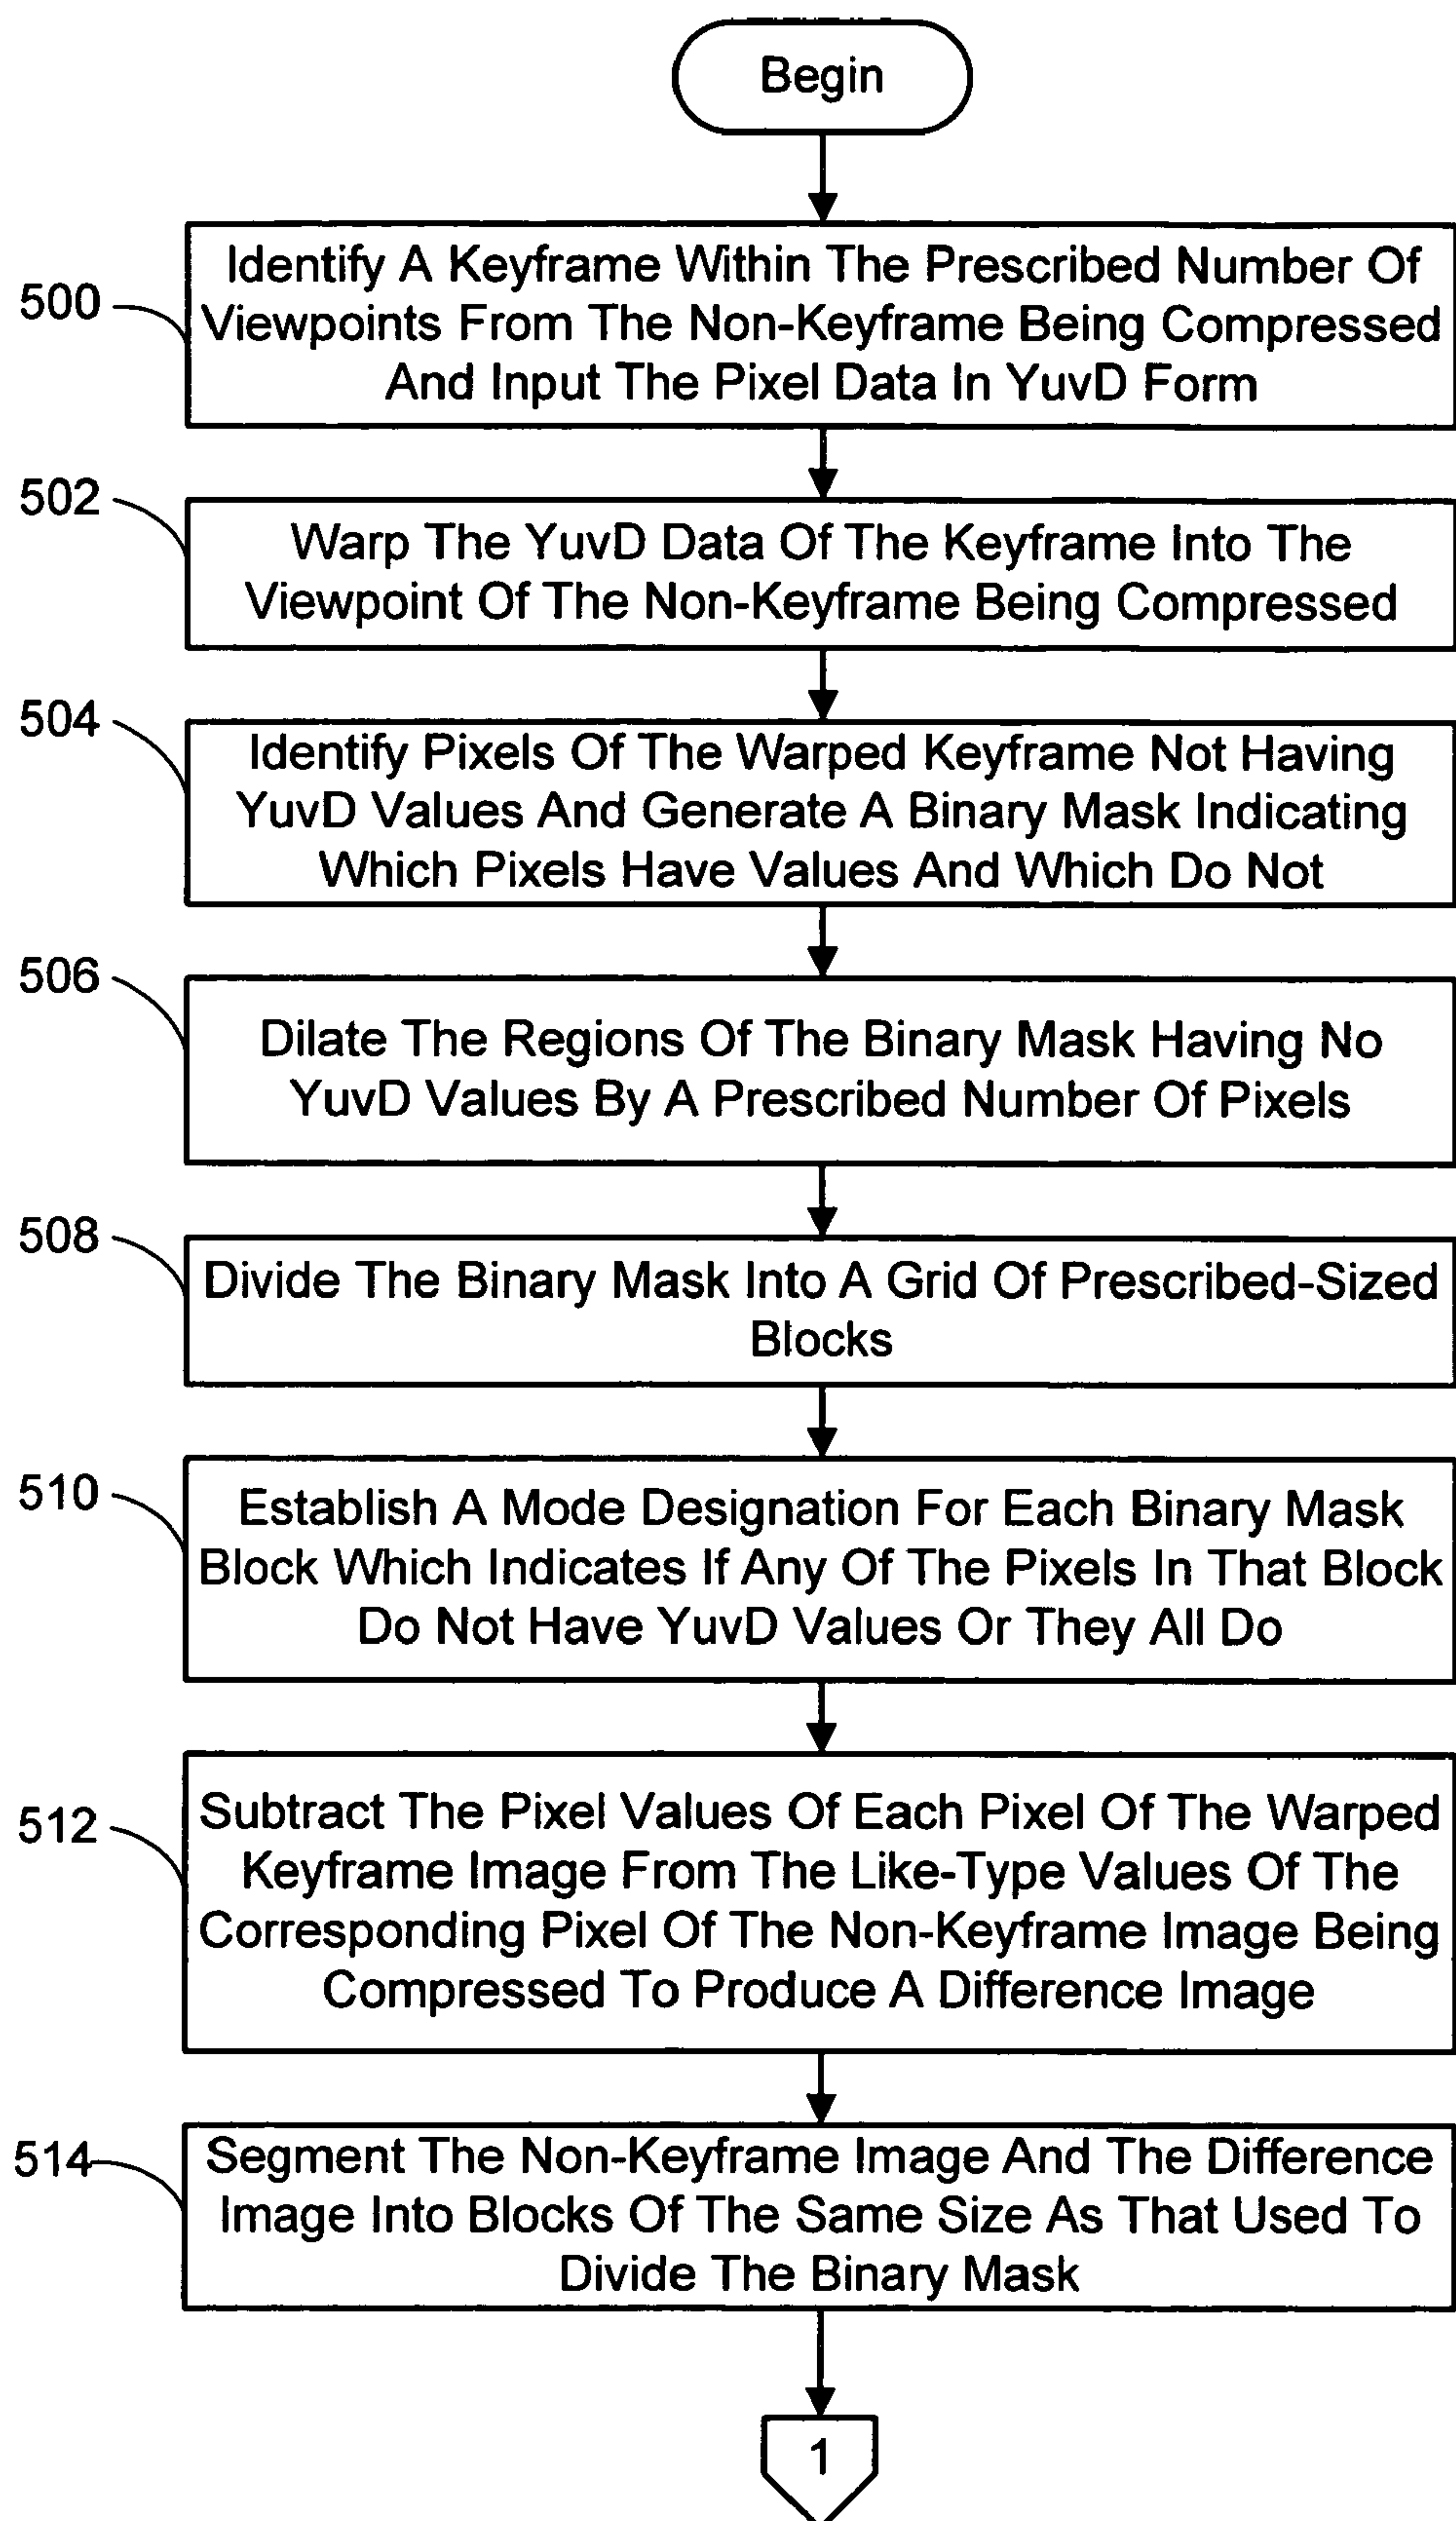 Begin
500
Identify A Keyframe Within The Prescribed Number Of
Viewpoints From The Non-Keyframe Being Compressed
And Input The Pixel Data In YuvD Form
502
Warp The YuvD Data Of The Keyframe Into The
Viewpoint Of The Non-Keyframe Being Compressed
504
Identify Pixels Of The Warped Keyframe Not Having
YuvD Values And Generate A Binary Mask Indicating
Which Pixels Have Values And Which Do Not
506
Dilate The Regions Of The Binary Mask Having No
YuvD Values By A Prescribed Number Of Pixels
508
Divide The Binary Mask Into A Grid Of Prescribed-Sized
Blocks
510
Establish A Mode Designation For Each Binary Mask
Block Which Indicates If Any Of The Pixels In That Block
Do Not Have YuvD Values Or They All Do
512
Subtract The Pixel Values Of Each Pixel Of The Warped
Keyframe Image From The Like-Type Values Of The
Corresponding Pixel Of The Non-Keyframe Image Being
Compressed To Produce A Difference Image
514
Segment The Non-Keyframe Image And The Difference
Image Into Blocks Of The Same Size As That Used To
Divide The Binary Mask
1